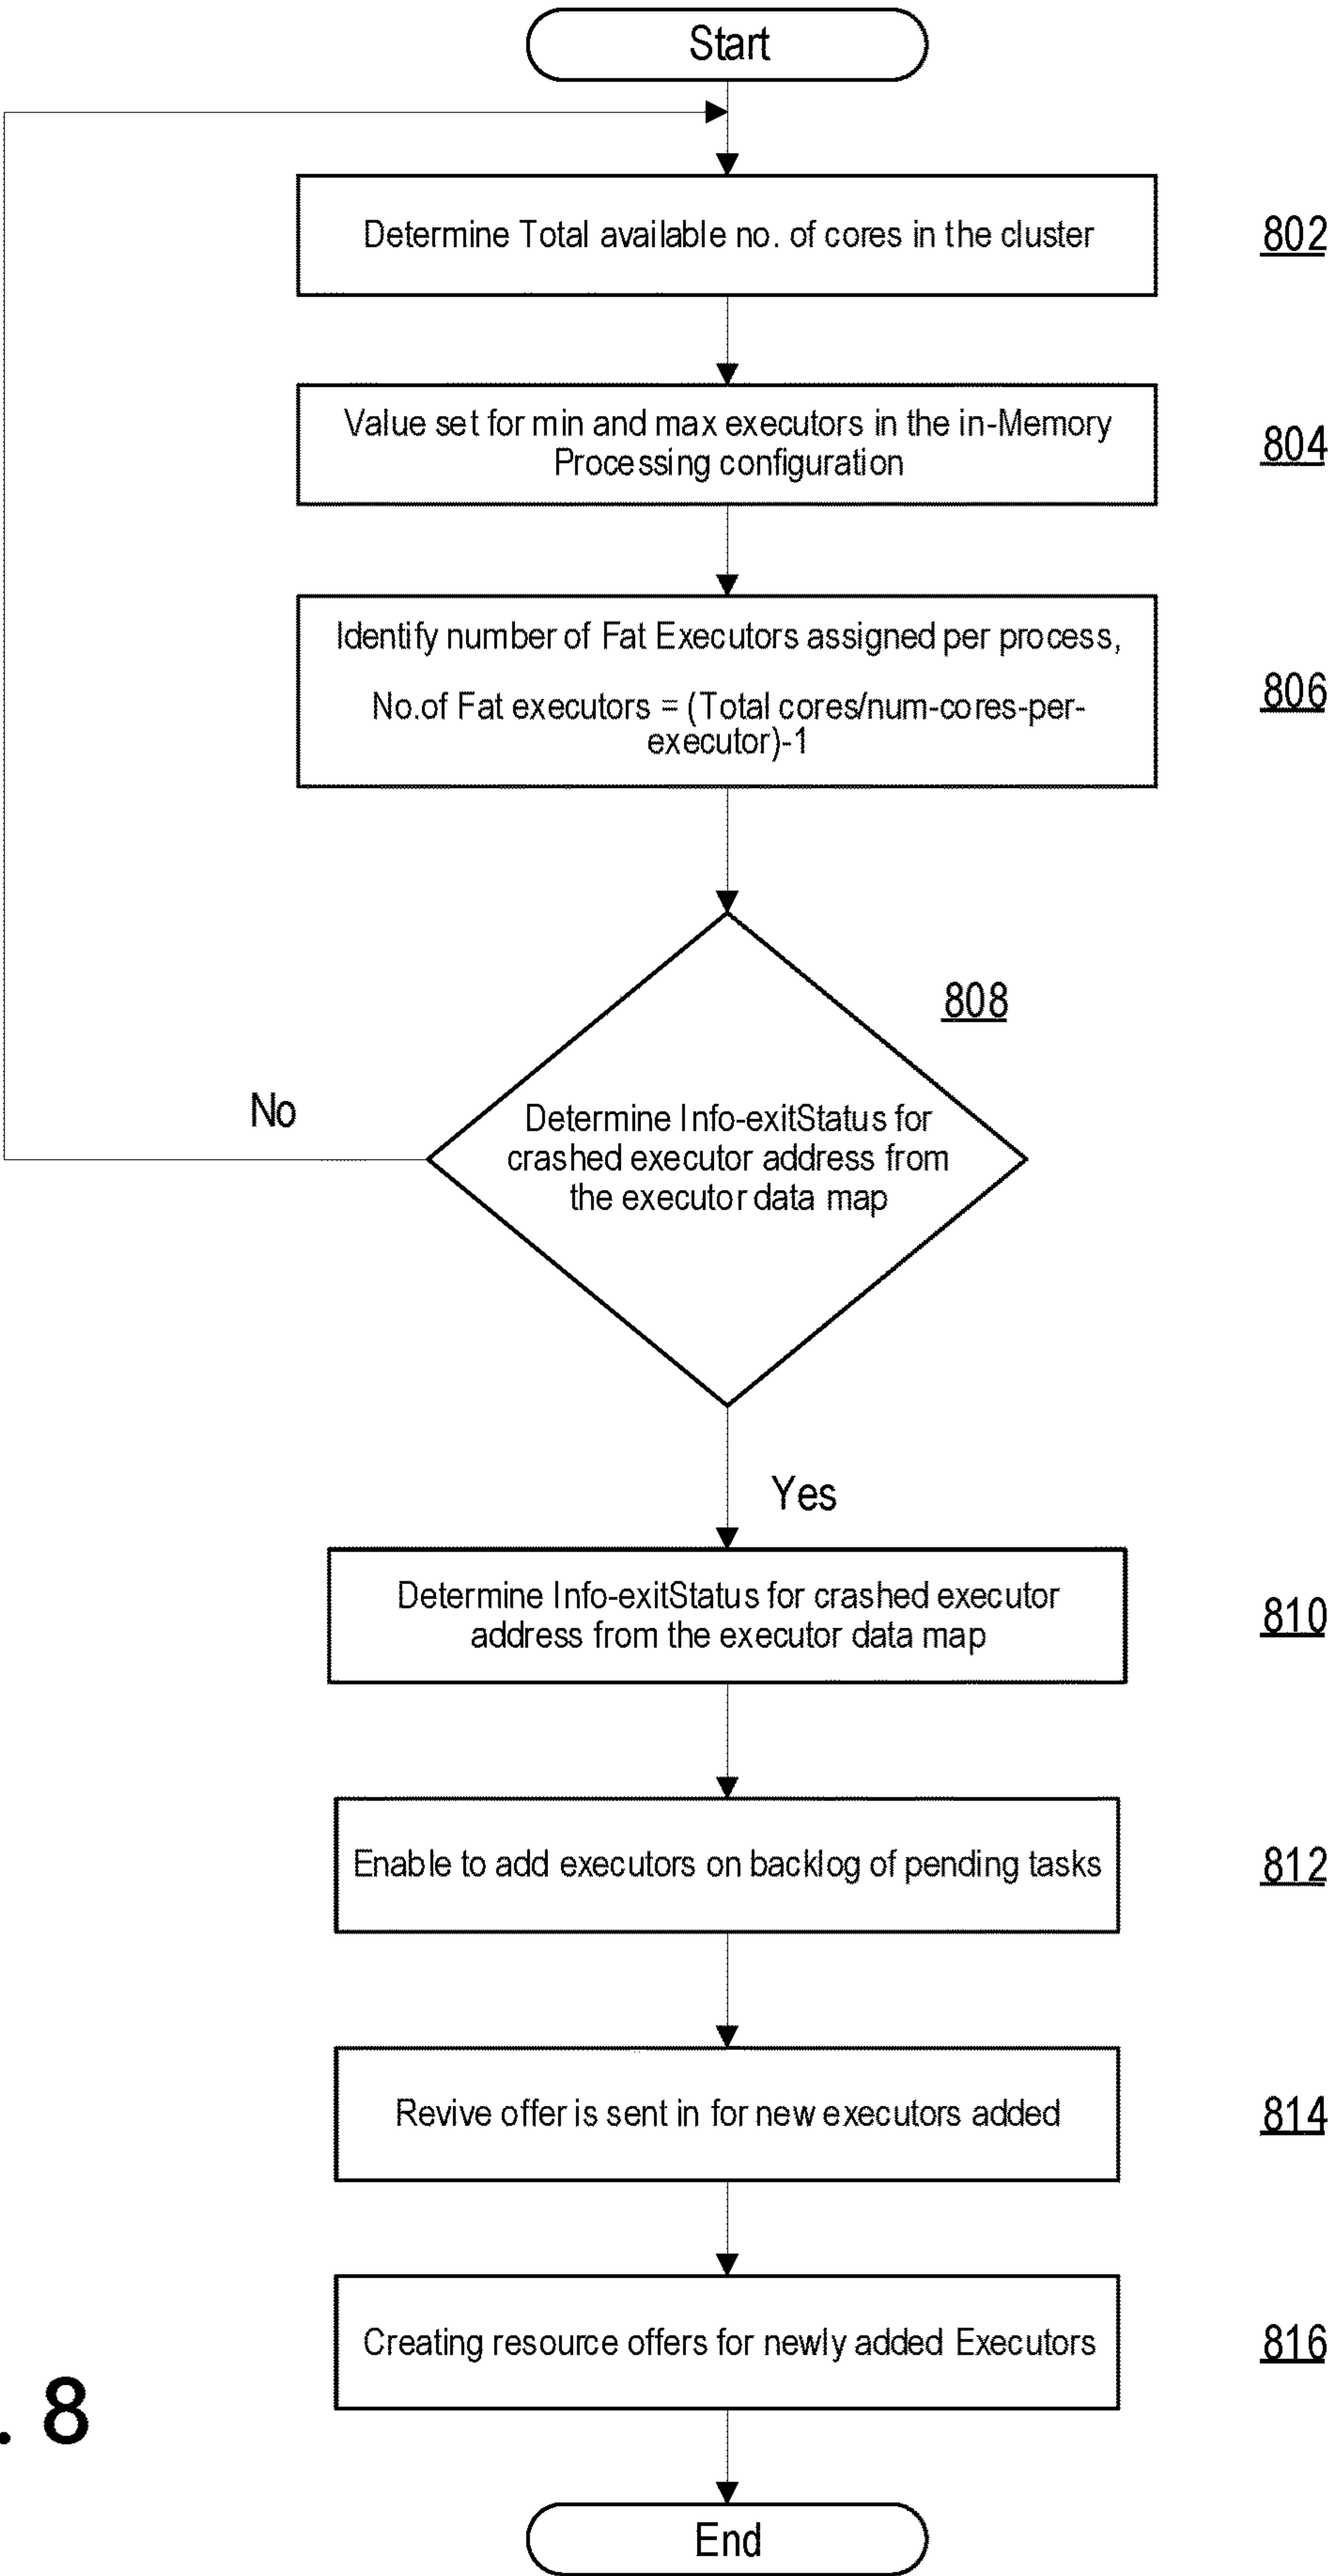 Start
Determine Total available no. of cores in the cluster
802
Value set for min and max executors in the in-Memory
Processing configuration
804
Identify number of Fat Executors assigned per process,
No.of Fat executors = (Total cores/num-cores-per-
executor)-1
806
808
No
Determine Info-exitStatus for
crashed executor address from
the executor data map
Yes
Determine Info-exitStatus for crashed executor
address from the executor data map
810
Enable to add executors on backlog of pending tasks
812
Revive offer is sent in for new executors added
814
Creating resource offers for newly added Executors
816
. 8
End